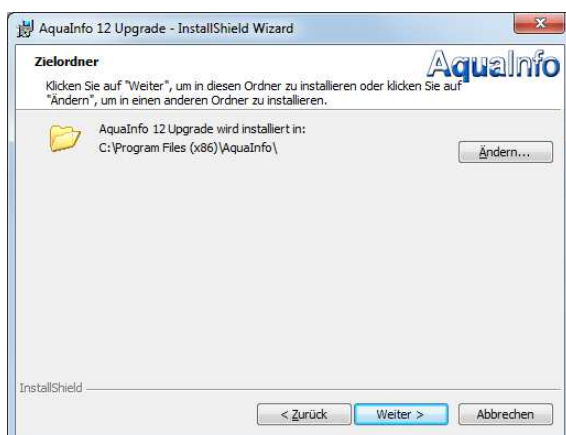 AquaInfo 12 Upgrade - InstallShield Wizard
Zielordner
AquaInfo
Klicken Sie auf "Weiter", um in diesen Ordner zu installieren oder klicken Sie auf
"Ändern", um in einen anderen Ordner zu installieren.
AquaInfo 12 Upgrade wird installiert in:
C:\Program Files (x86)\AquaInfo\
Ändern...
InstallShield
< Zurück
Weiter >
Abbrechen